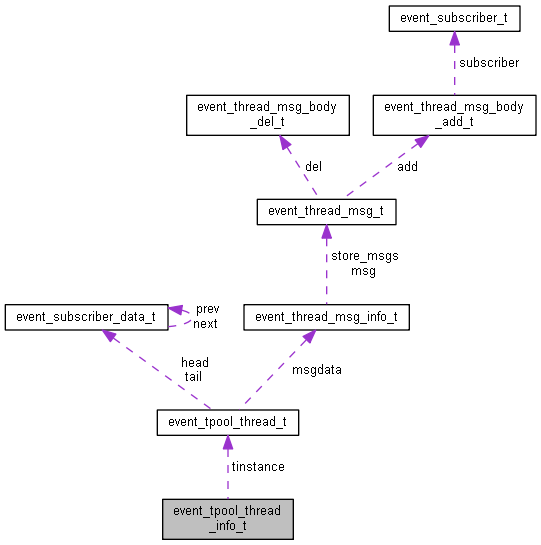 event_subscriber_t
subscriber
event_thread_msg_body
_del_t
event_thread_msg_body
_add_t
del
add
event_thread_msg_t
store_msgs
msg
event_subscriber_data_t
prev
next
event_thread_msg_info_t
head
tail
msgdata
event_tpool_thread_t
tinstance
event_tpool_thread
_info_t